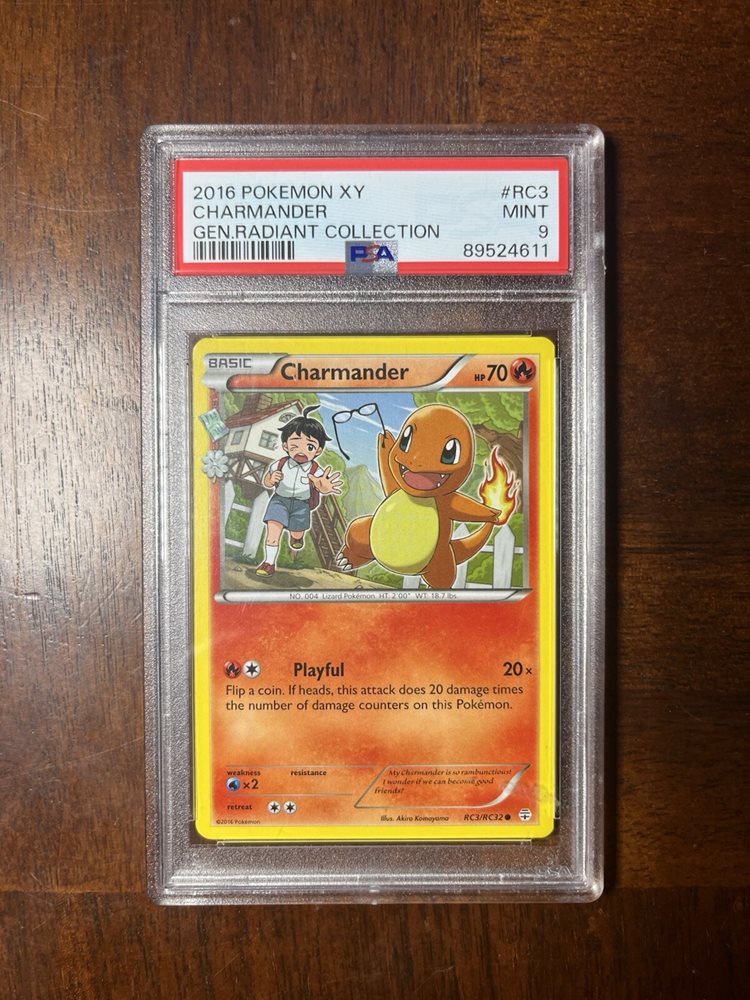 2016 POKEMON XY #RC3
CHARMANDER MINT
GEN.RADIANT COLLECTION 9
PSA 89524611
BASIC Charmander HP 70
NO. 004 Lizard Pokémon HT: 2'00" WT: 18.7 lbs.
Playful 20×
Flip a coin. If heads, this attack does 20 damage times
the number of damage counters on this Pokémon.
weakness resistance
×2
retreat
My Charmander is so rambunctious!
I wonder if we can become good
friends!
©2016 Pokémon Illus. Akira Komayama RC3/RC32